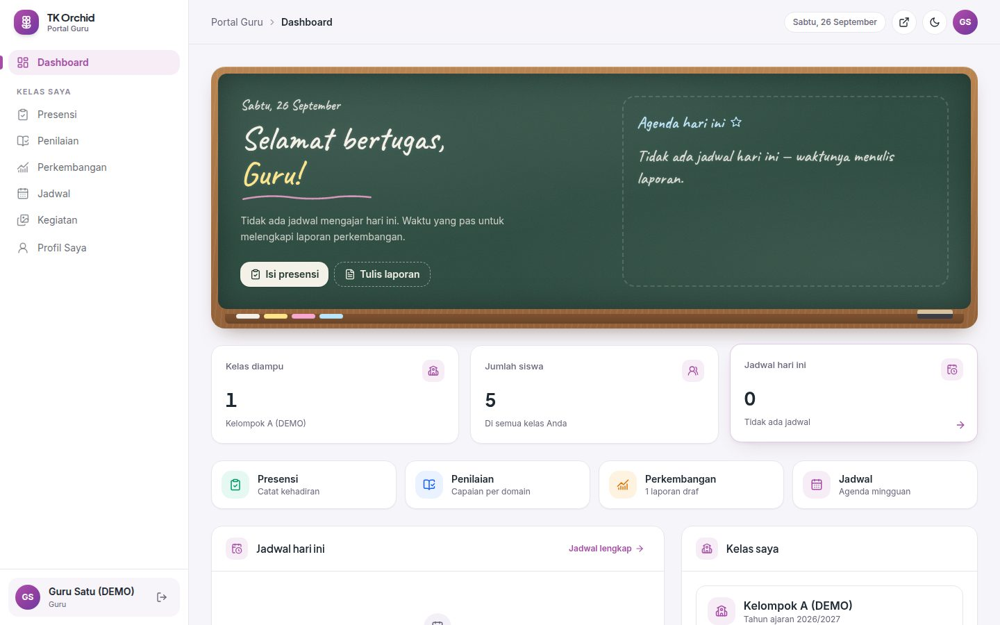 TK Orchid
Portal Guru
Dashboard
KELAS SAYA
Presensi
Penilaian
Perkembangan
Jadwal
Kegiatan
Profil Saya
GS
Guru Satu (DEMO)
Guru
Portal Guru > Dashboard
Sabtu, 26 September
GS
Sabtu, 26 September
Selamat bertugas,
Guru!
Tidak ada jadwal mengajar hari ini. Waktu yang pas untuk
melengkapi laporan perkembangan.
Isi presensi
Tulis laporan
Agenda hari ini
Tidak ada jadwal hari ini — waktunya menulis
laporan.
Kelas diampu
1
Kelompok A (DEMO)
Jumlah siswa
5
Di semua kelas Anda
Jadwal hari ini
0
Tidak ada jadwal
Presensi
Catat kehadiran
Penilaian
Capaian per domain
Perkembangan
1 laporan draf
Jadwal
Agenda mingguan
Jadwal hari ini
Jadwal lengkap
Kelas saya
Kelompok A (DEMO)
Tahun ajaran 2026/2027